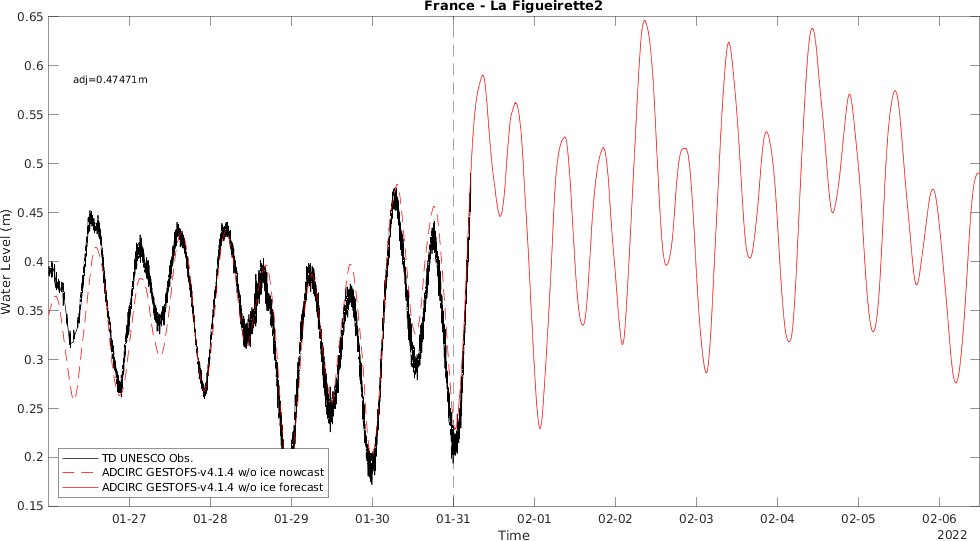 France - La Figueirette2
adj=0.47471m
Water Level (m)
0.65
0.6
0.55
0.5
0.45
0.4
0.35
0.3
0.25
0.2
0.15
TD UNESCO Obs.
ADCIRC GESTOFS-v4.1.4 w/o ice nowcast
ADCIRC GESTOFS-v4.1.4 w/o ice forecast
01-27 01-28 01-29 01-30 01-31 02-01 02-02 02-03 02-04 02-05 02-06
Time
2022